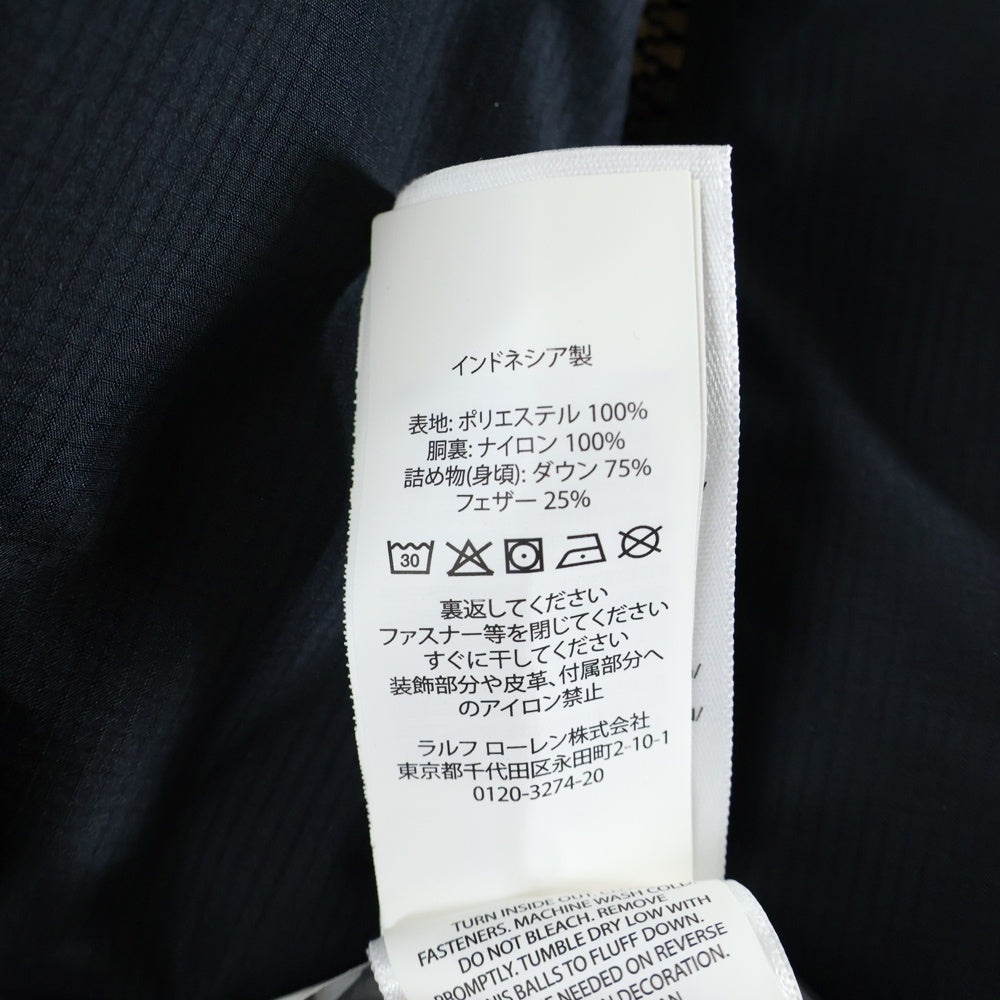 インドネシア製
表地: ポリエステル 100%
胴裏: ナイロン 100%
詰め物(身頃): ダウン 75%
フェザー 25%
30
裏返してください
ファスナー等を閉じてください
すぐに干してください
装飾部分や皮革、付属部分へ
のアイロン禁止
ラルフ ローレン株式会社
東京都千代田区永田町2-10-1
0120-3274-20
TURN INSIDE OUT.
FASTENERS. MACHINE WASH COLD
DO NOT BLEACH. REMOVE
PROMPTLY. TUMBLE DRY LOW WITH
BALLS TO FLUFF DOWN.
NEEDED ON REVERSE
DECORATION.